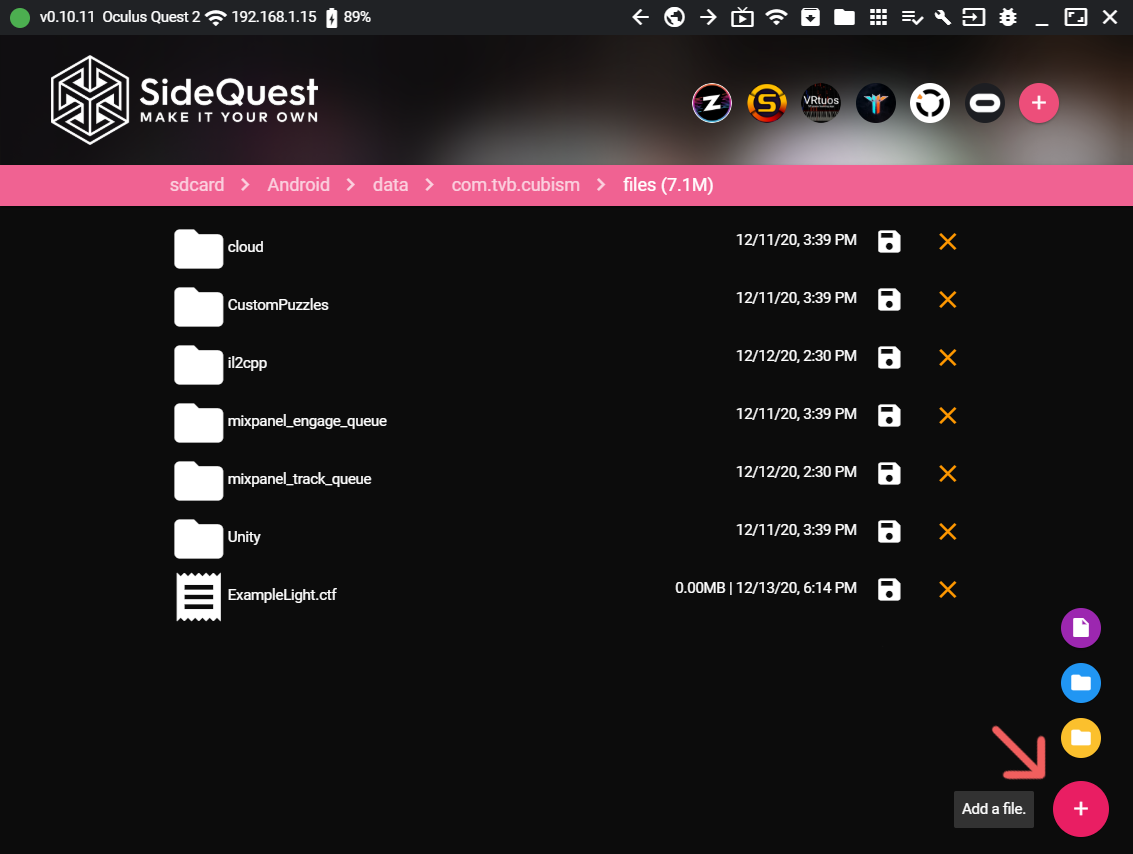 v0.10.11 Oculus Quest 2 192.168.1.15 89%
SideQuest
MAKE IT YOUR OWN
VRtuos
sdcard Android data com.tvb.cubism files (7.1M)
cloud 12/11/20, 3:39 PM
CustomPuzzles 12/11/20, 3:39 PM
il2cpp 12/12/20, 2:30 PM
mixpanel_engage_queue 12/11/20, 3:39 PM
mixpanel_track_queue 12/12/20, 2:30 PM
Unity 12/11/20, 3:39 PM
ExampleLight.ctf 0.00MB | 12/13/20, 6:14 PM
Add a file.